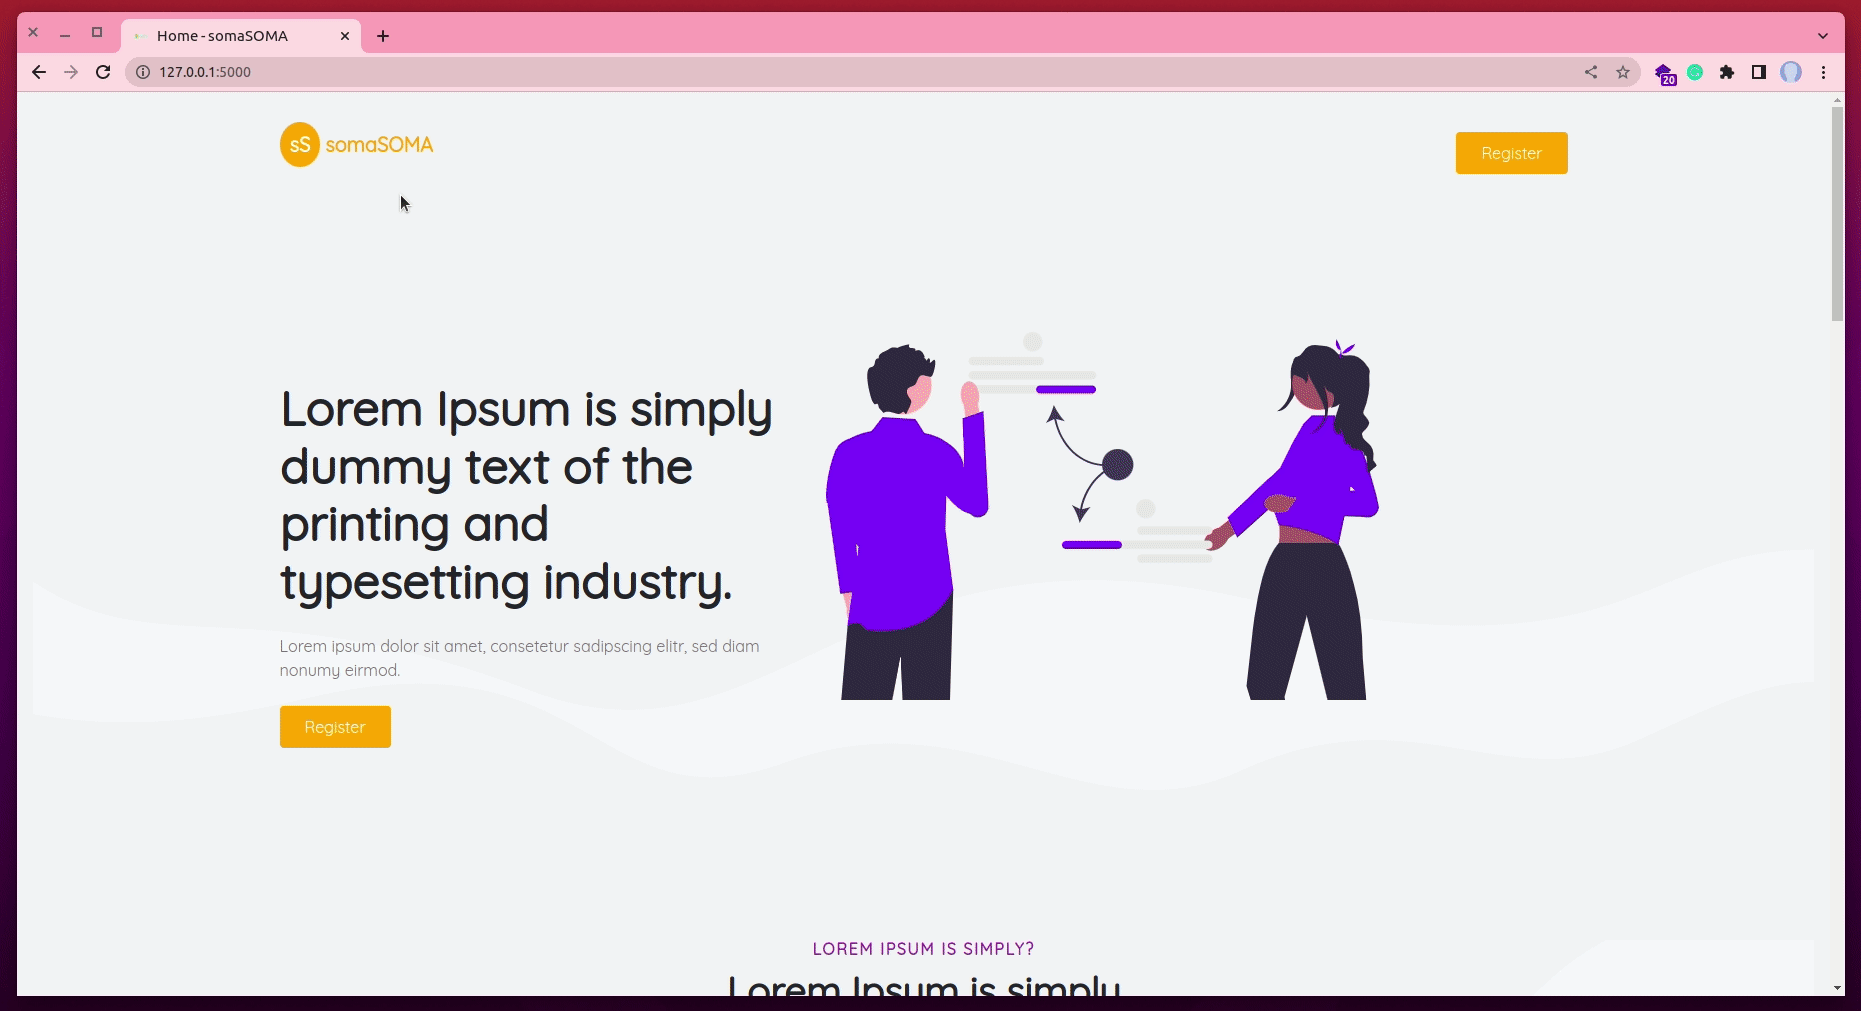 Home - somaSOMA
127.0.0.1:5000
20
sS somaSOMA
Register
Lorem Ipsum is simply
dummy text of the
printing and
typesetting industry.
Lorem ipsum dolor sit amet, consetetur sadipscing elitr, sed diam
nonumy eirmod.
Register
LOREM IPSUM IS SIMPLY?
Lorem Ipsum is simply